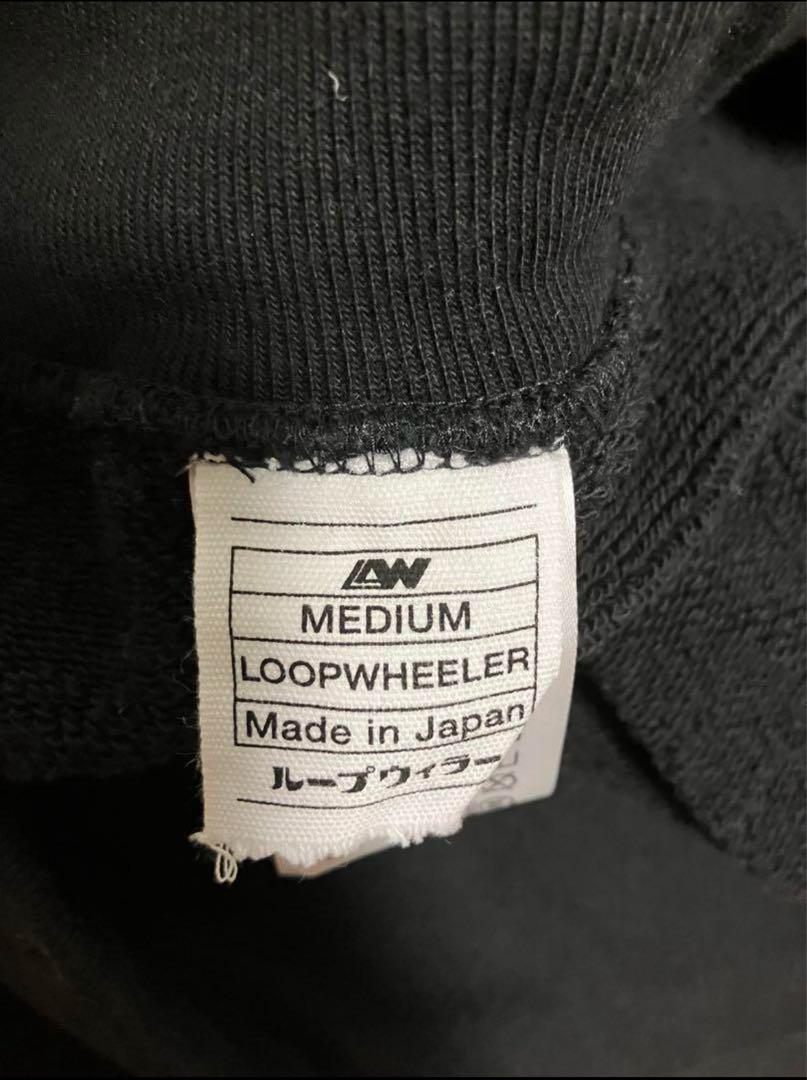 LW
MEDIUM
LOOPWHEELER
Made in Japan
ループウィラー